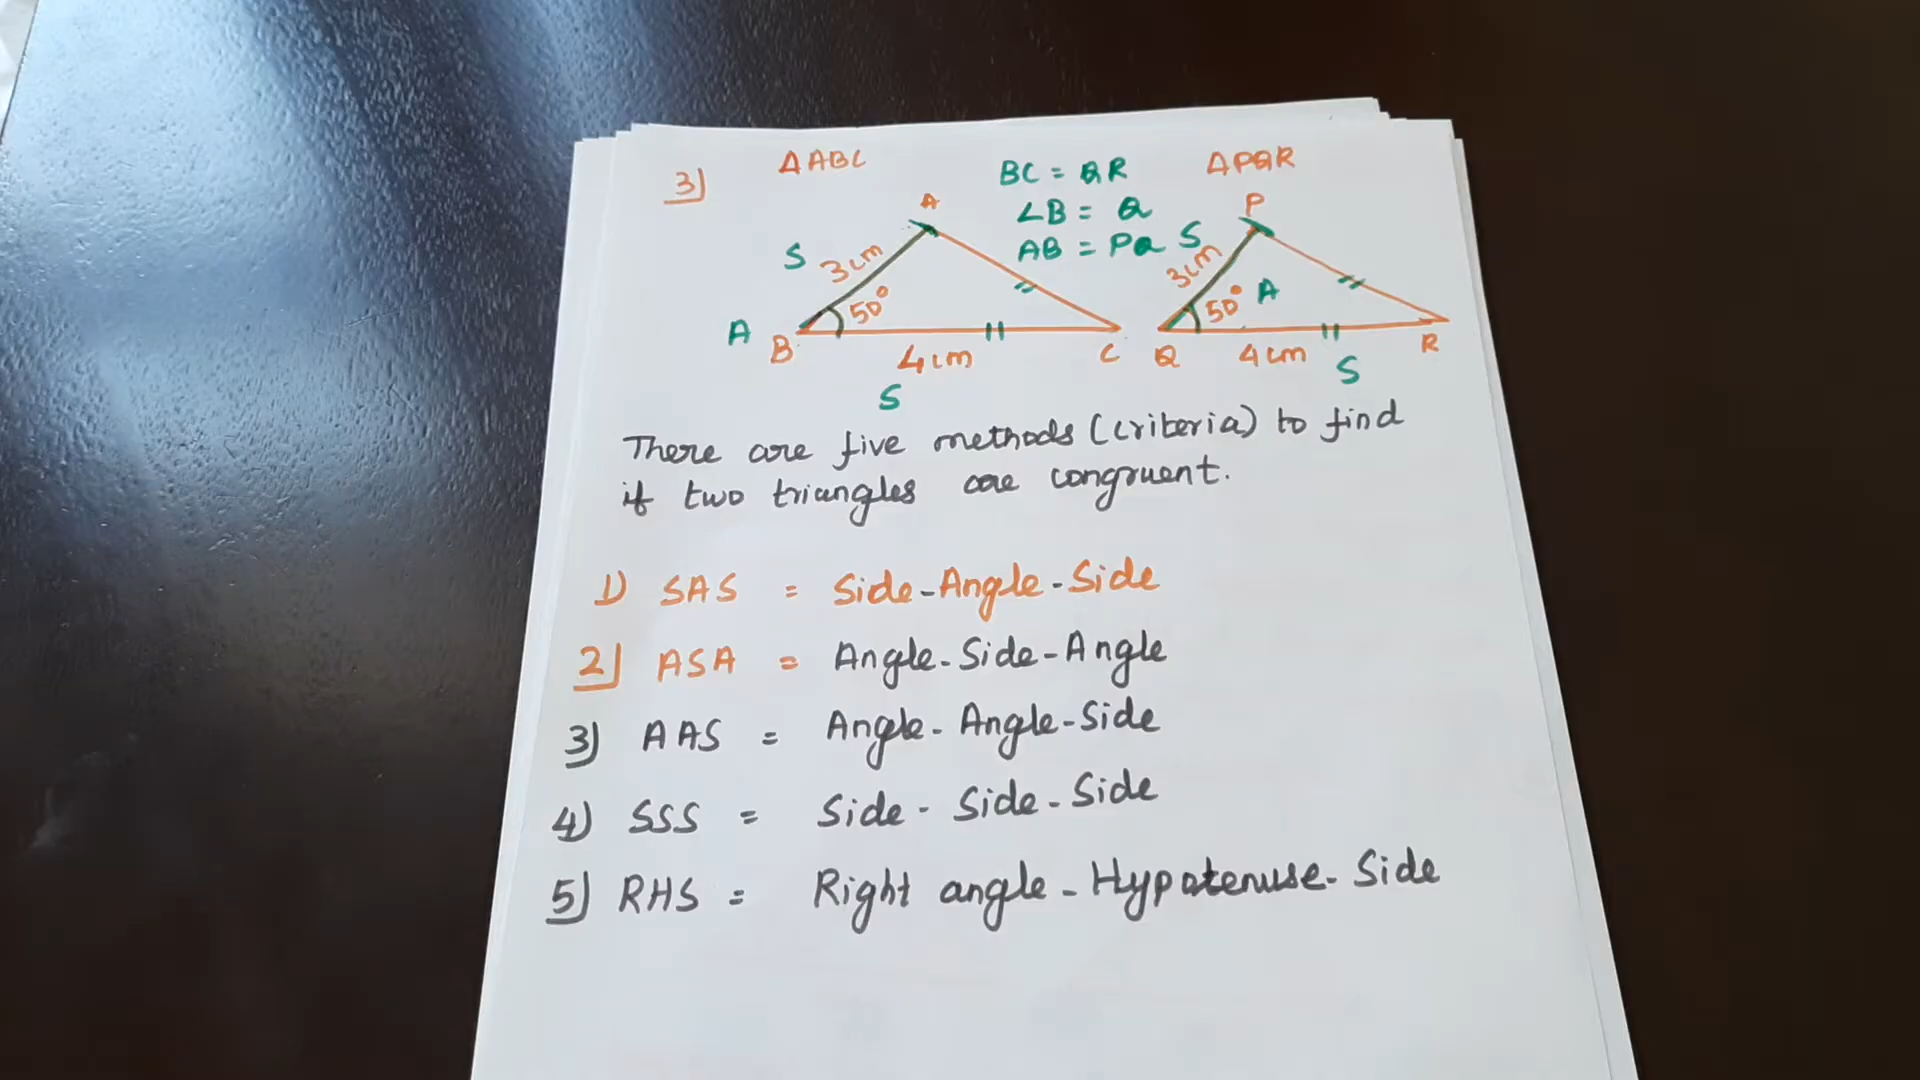 3) ΔABC BC = QR ΔPQR
A ∠B = Q P
S 3cm AB = PQ S 3cm
50° 50° A
A B 4cm C Q 4cm R
S S
There are five methods (criteria) to find
if two triangles are congruent.
1) SAS = Side-Angle-Side
2) ASA = Angle-Side-Angle
3) AAS = Angle-Angle-Side
4) SSS = Side-Side-Side
5) RHS = Right angle-Hypotenuse-Side